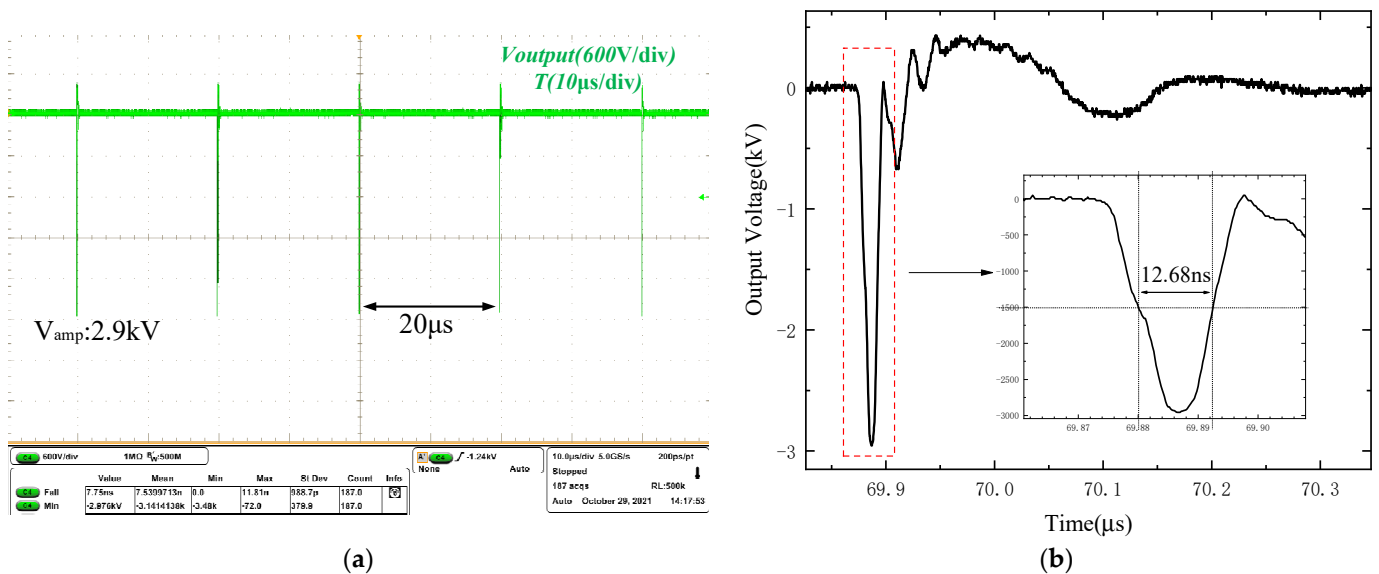 Voutput(600V/div)
T(10μs/div)
20μs
Vamp:2.9kV
C4 600V/div 1MΩ BW:500M
A' C4 -1.24kV
None Auto
10.0μs/div 5.0GS/s 200ps/pt
Stopped
187 acqs RL:500k
Auto October 29, 2021 14:17:53
Value Mean Min Max St Dev Count Info
C4 Fall 7.75ns 7.5399713n 0.0 11.81n 988.7p 187.0
C4 Min -2.976kV -3.1414138k -3.48k -72.0 379.9 187.0
(a)
Output Voltage(kV)
0
-1
-2
-3
69.9 70.0 70.1 70.2 70.3
Time(μs)
12.68ns
0
-500
-1000
-1500
-2000
-2500
-3000
69.87 69.88 69.89 69.90
(b)